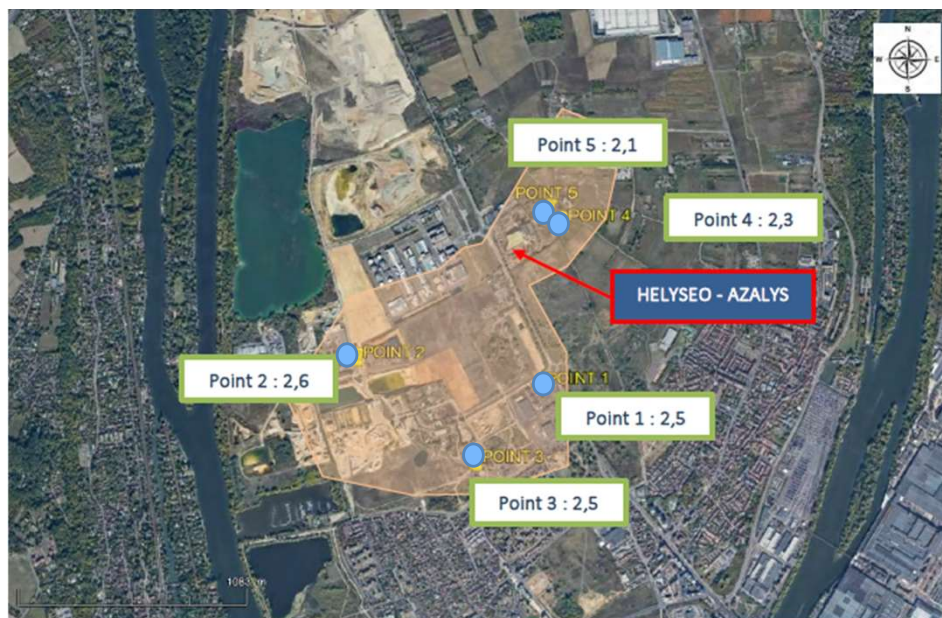 N
W E
S
Point 5 : 2,1
POINT 5
POINT 4
Point 4 : 2,3
HELYSEO - AZALYS
POINT 2
Point 2 : 2,6
POINT 1
Point 1 : 2,5
POINT 3
Point 3 : 2,5
1083 m